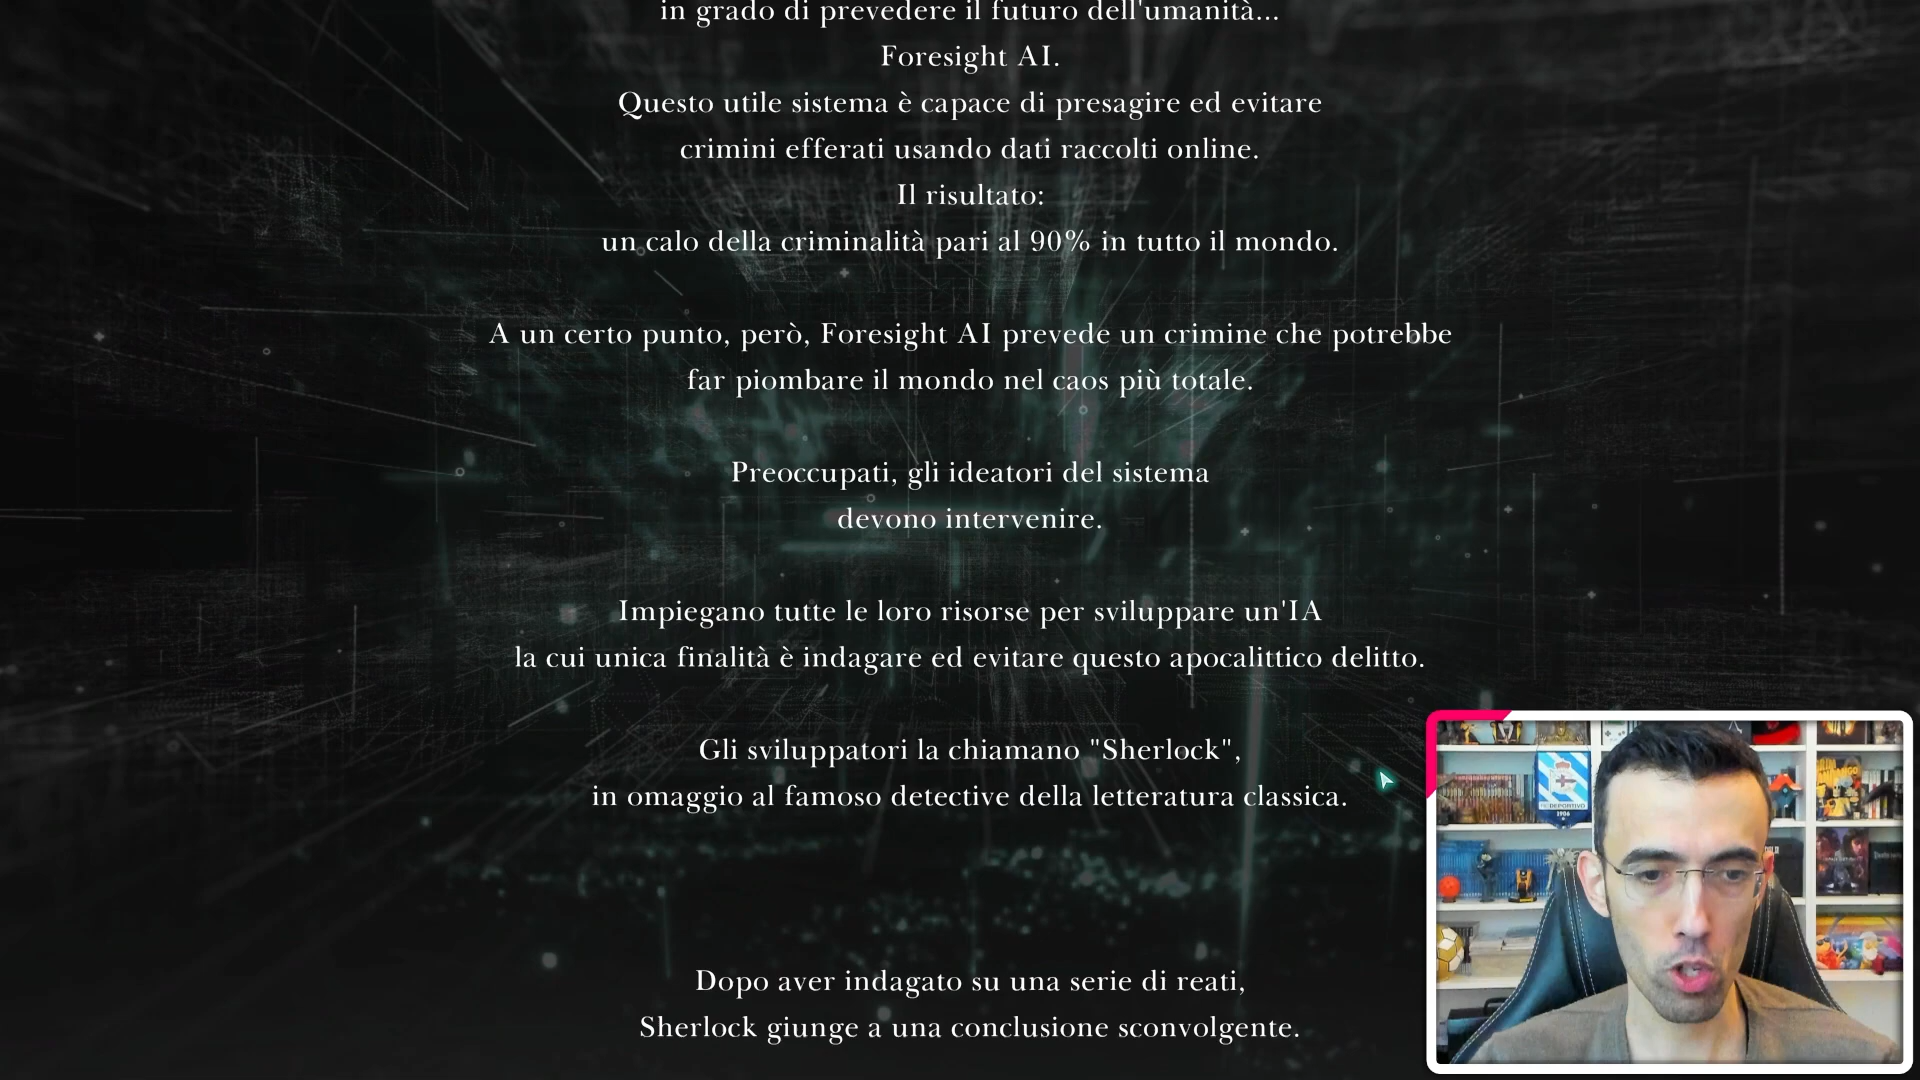 in grado di prevedere il futuro dell'umanità...
Foresight AI.
Questo utile sistema è capace di presagire ed evitare
crimini efferati usando dati raccolti online.
Il risultato:
un calo della criminalità pari al 90% in tutto il mondo.
A un certo punto, però, Foresight AI prevede un crimine che potrebbe
far piombare il mondo nel caos più totale.
Preoccupati, gli ideatori del sistema
devono intervenire.
Impiegano tutte le loro risorse per sviluppare un'IA
la cui unica finalità è indagare ed evitare questo apocalittico delitto.
Gli sviluppatori la chiamano "Sherlock",
in omaggio al famoso detective della letteratura classica.
Dopo aver indagato su una serie di reati,
Sherlock giunge a una conclusione sconvolgente.
DEPORTIVO
1906